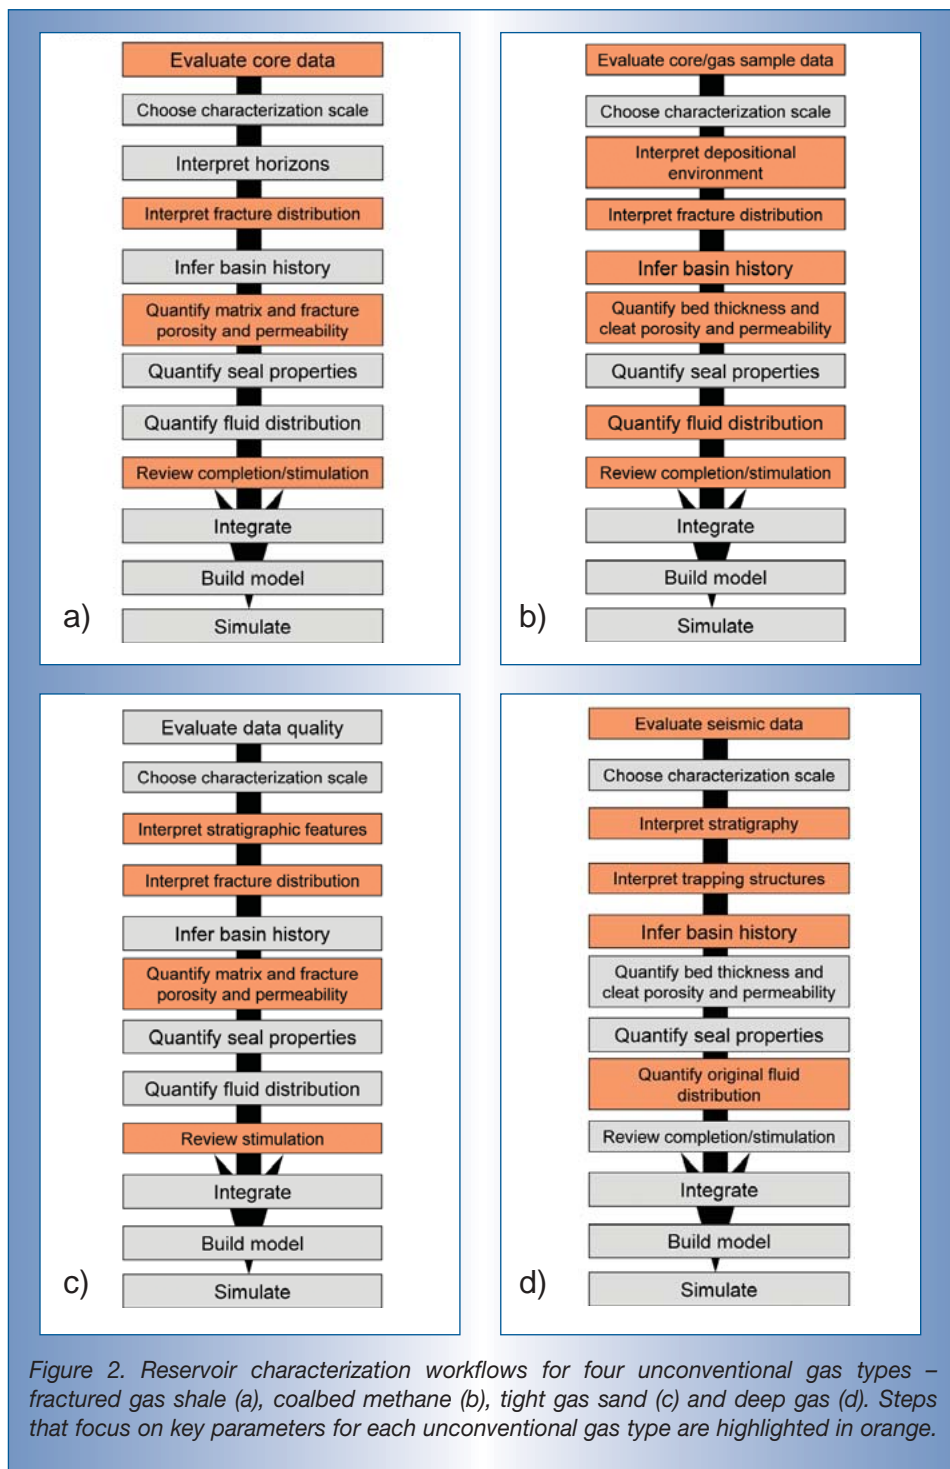 Evaluate core data
Choose characterization scale
Interpret horizons
Interpret fracture distribution
Infer basin history
Quantify matrix and fracture
porosity and permeability
Quantify seal properties
Quantify fluid distribution
Review completion/stimulation
Integrate
Build model
Simulate
a)
Evaluate core/gas sample data
Choose characterization scale
Interpret depositional
environment
Interpret fracture distribution
Infer basin history
Quantify bed thickness and
cleat porosity and permeability
Quantify seal properties
Quantify fluid distribution
Review completion/stimulation
Integrate
Build model
Simulate
b)
Evaluate data quality
Choose characterization scale
Interpret stratigraphic features
Interpret fracture distribution
Infer basin history
Quantify matrix and fracture
porosity and permeability
Quantify seal properties
Quantify fluid distribution
Review stimulation
Integrate
Build model
Simulate
c)
Evaluate seismic data
Choose characterization scale
Interpret stratigraphy
Interpret trapping structures
Infer basin history
Quantify bed thickness and
cleat porosity and permeability
Quantify seal properties
Quantify original fluid
distribution
Review completion/stimulation
Integrate
Build model
Simulate
d)
Figure 2. Reservoir characterization workflows for four unconventional gas types –
fractured gas shale (a), coalbed methane (b), tight gas sand (c) and deep gas (d). Steps
that focus on key parameters for each unconventional gas type are highlighted in orange.